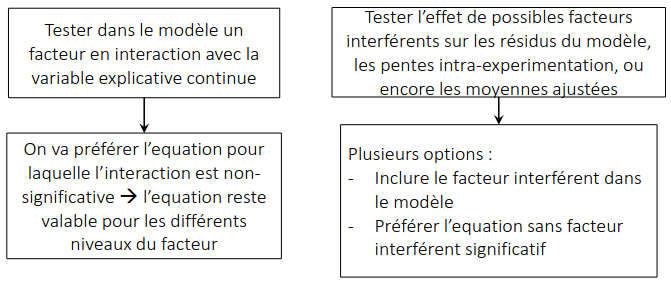 Tester dans le modèle un
facteur en interaction avec la
variable explicative continue
On va préférer l’equation pour
laquelle l’interaction est non-
significative → l’equation reste
valable pour les différents
niveaux du facteur
Tester l’effet de possibles facteurs
interférents sur les résidus du modèle,
les pentes intra-experimentation, ou
encore les moyennes ajustées
Plusieurs options :
- Inclure le facteur interférent dans
le modèle
- Préférer l’equation sans facteur
interférent significatif